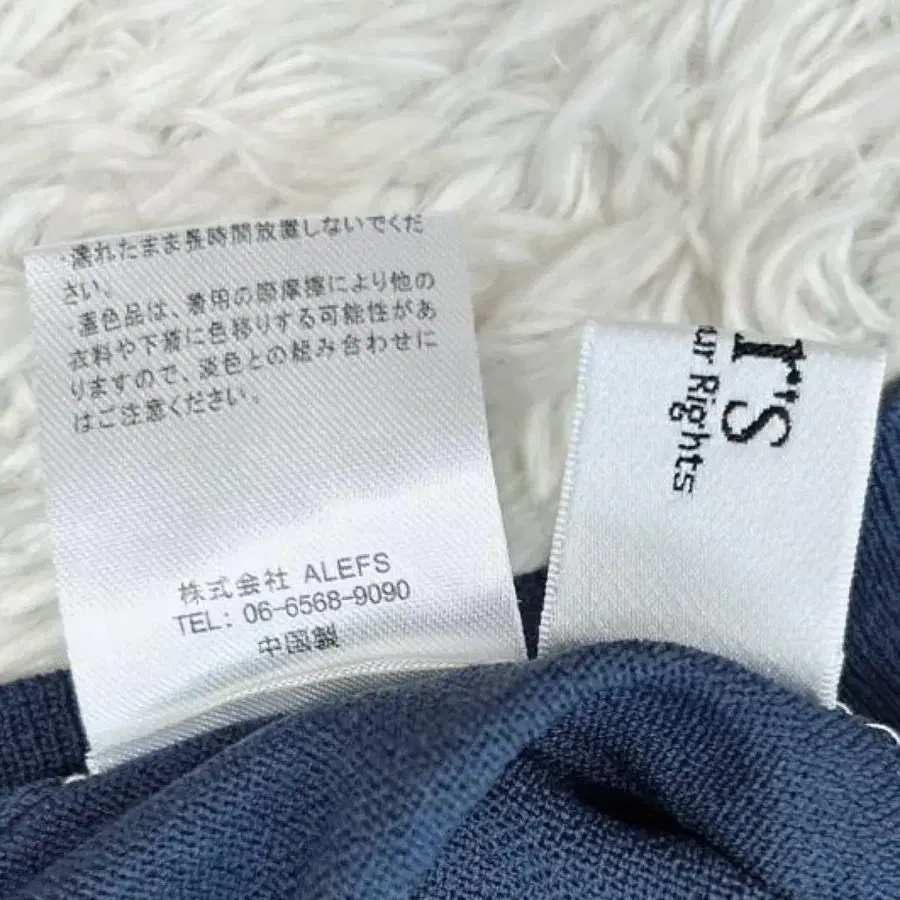 ・濡れたまま長時間放置しないでくだ
さい。
・濃色品は、着用の際摩擦により他の
衣料や下着に色移りする可能性があ
りますので、淡色との組み合わせに
はご注意ください。
株式会社 ALEFS
TEL: 06-6568-9090
中国製
r's
ur Rights